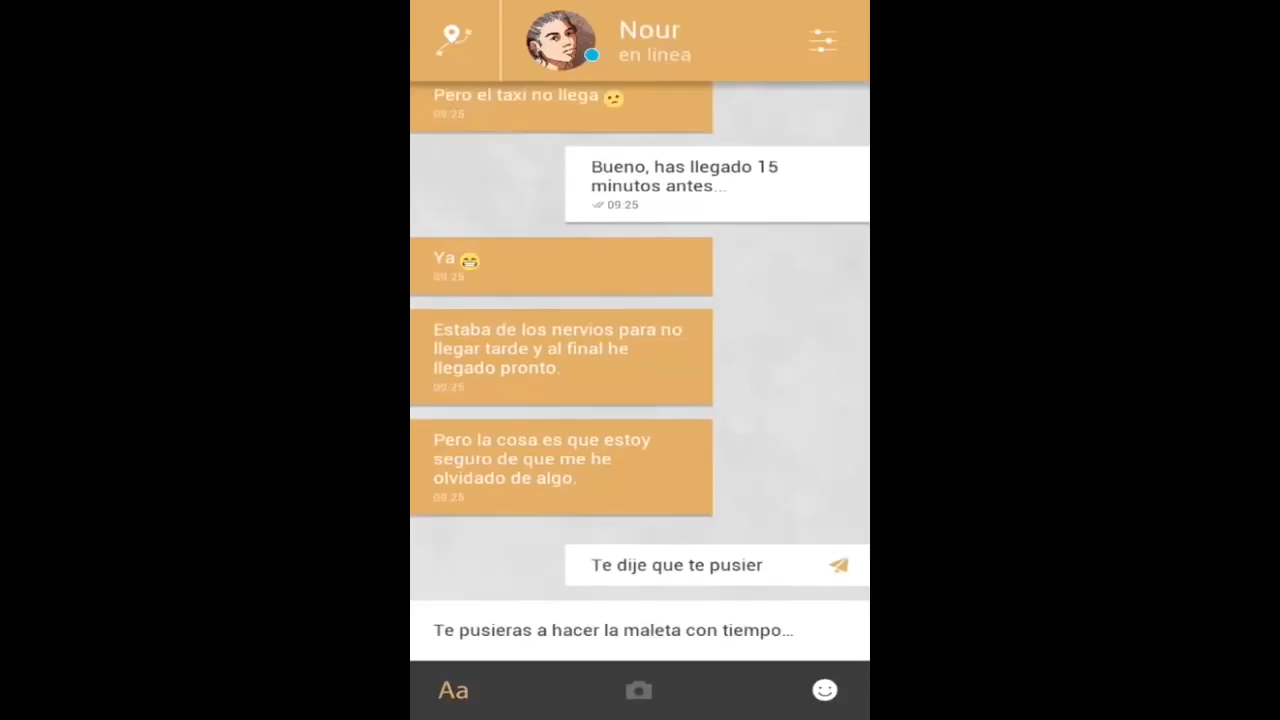 Nour
en linea
Pero el taxi no llega
09:25
Bueno, has llegado 15
minutos antes...
09:25
Ya
09:25
Estaba de los nervios para no
llegar tarde y al final he
llegado pronto.
09:25
Pero la cosa es que estoy
seguro de que me he
olvidado de algo.
09:25
Te dije que te pusier
Te pusieras a hacer la maleta con tiempo...
Aa